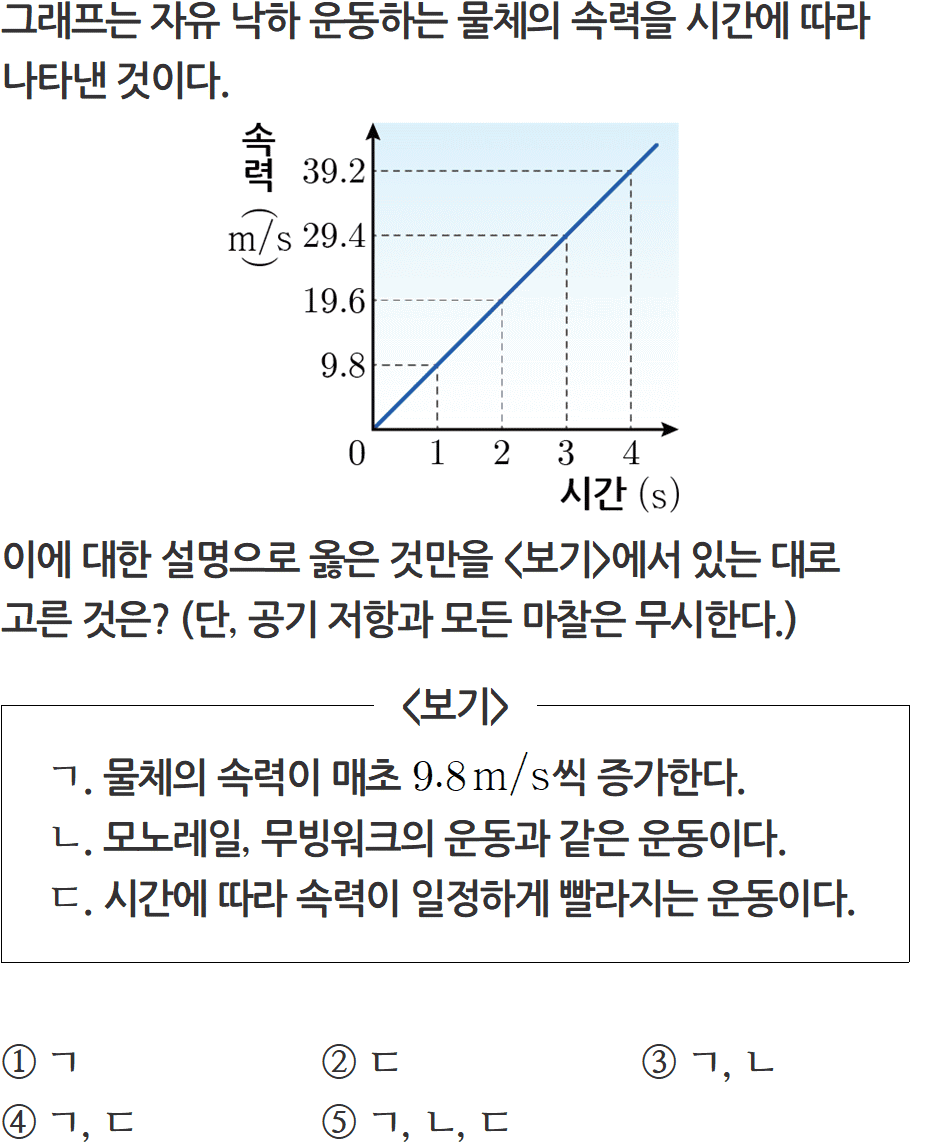 그래프는 자유 낙하 운동하는 물체의 속력을 시간에 따라
나타낸 것이다.
속력
(m/s)
39.2
29.4
19.6
9.8
0 1 2 3 4
시간 (s)
이에 대한 설명으로 옳은 것만을 <보기>에서 있는 대로
고른 것은? (단, 공기 저항과 모든 마찰은 무시한다.)
<보기>
ㄱ. 물체의 속력이 매초 9.8m/s씩 증가한다.
ㄴ. 모노레일, 무빙워크의 운동과 같은 운동이다.
ㄷ. 시간에 따라 속력이 일정하게 빨라지는 운동이다.
① ㄱ ② ㄷ ③ ㄱ, ㄴ
④ ㄱ, ㄷ ⑤ ㄱ, ㄴ, ㄷ